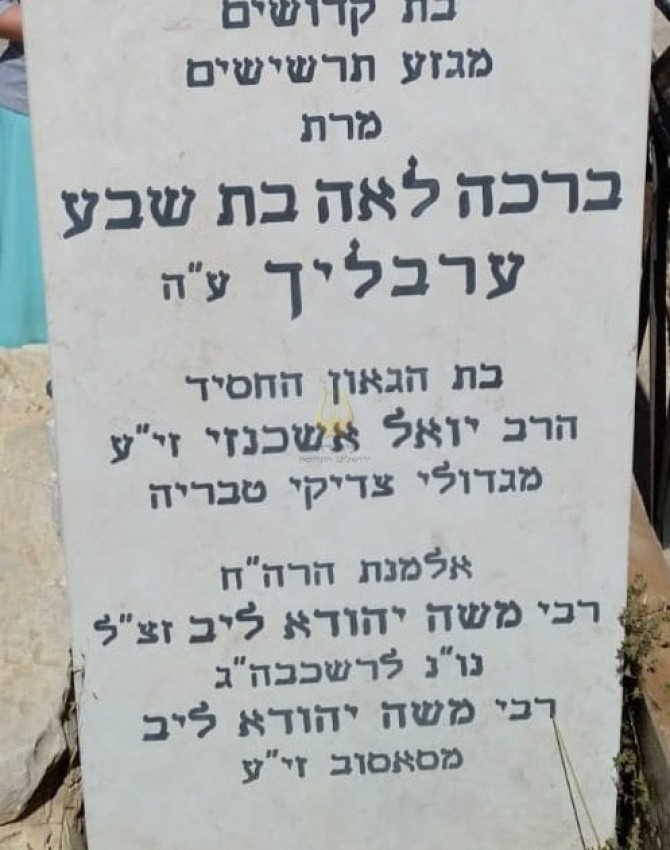 בת קדושים
מגזע תרשישים
מרת
ברכה לאה בת שבע
ערבליך ע"ה
בת הגאון החסיד
הרב יואל אשכנזי זי"ע
מגדולי צדיקי טבריה
אלמנת הרה"ח
רבי משה יהודא ליב זצ"ל
נו"נ לרשכבה"ג
רבי משה יהודא ליב
מסאסוב זי"ע